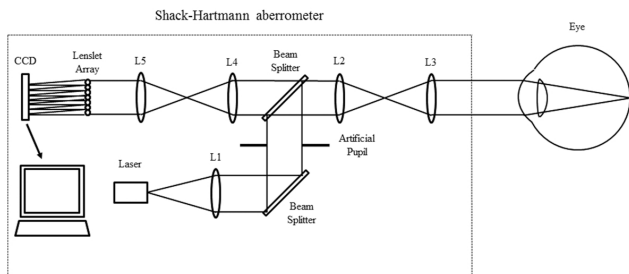 Shack-Hartmann aberrometer
Eye
CCD
Lenslet
Array
L5
L4
Beam
Splitter
L2
L3
Artificial
Pupil
Laser
L1
Beam
Splitter